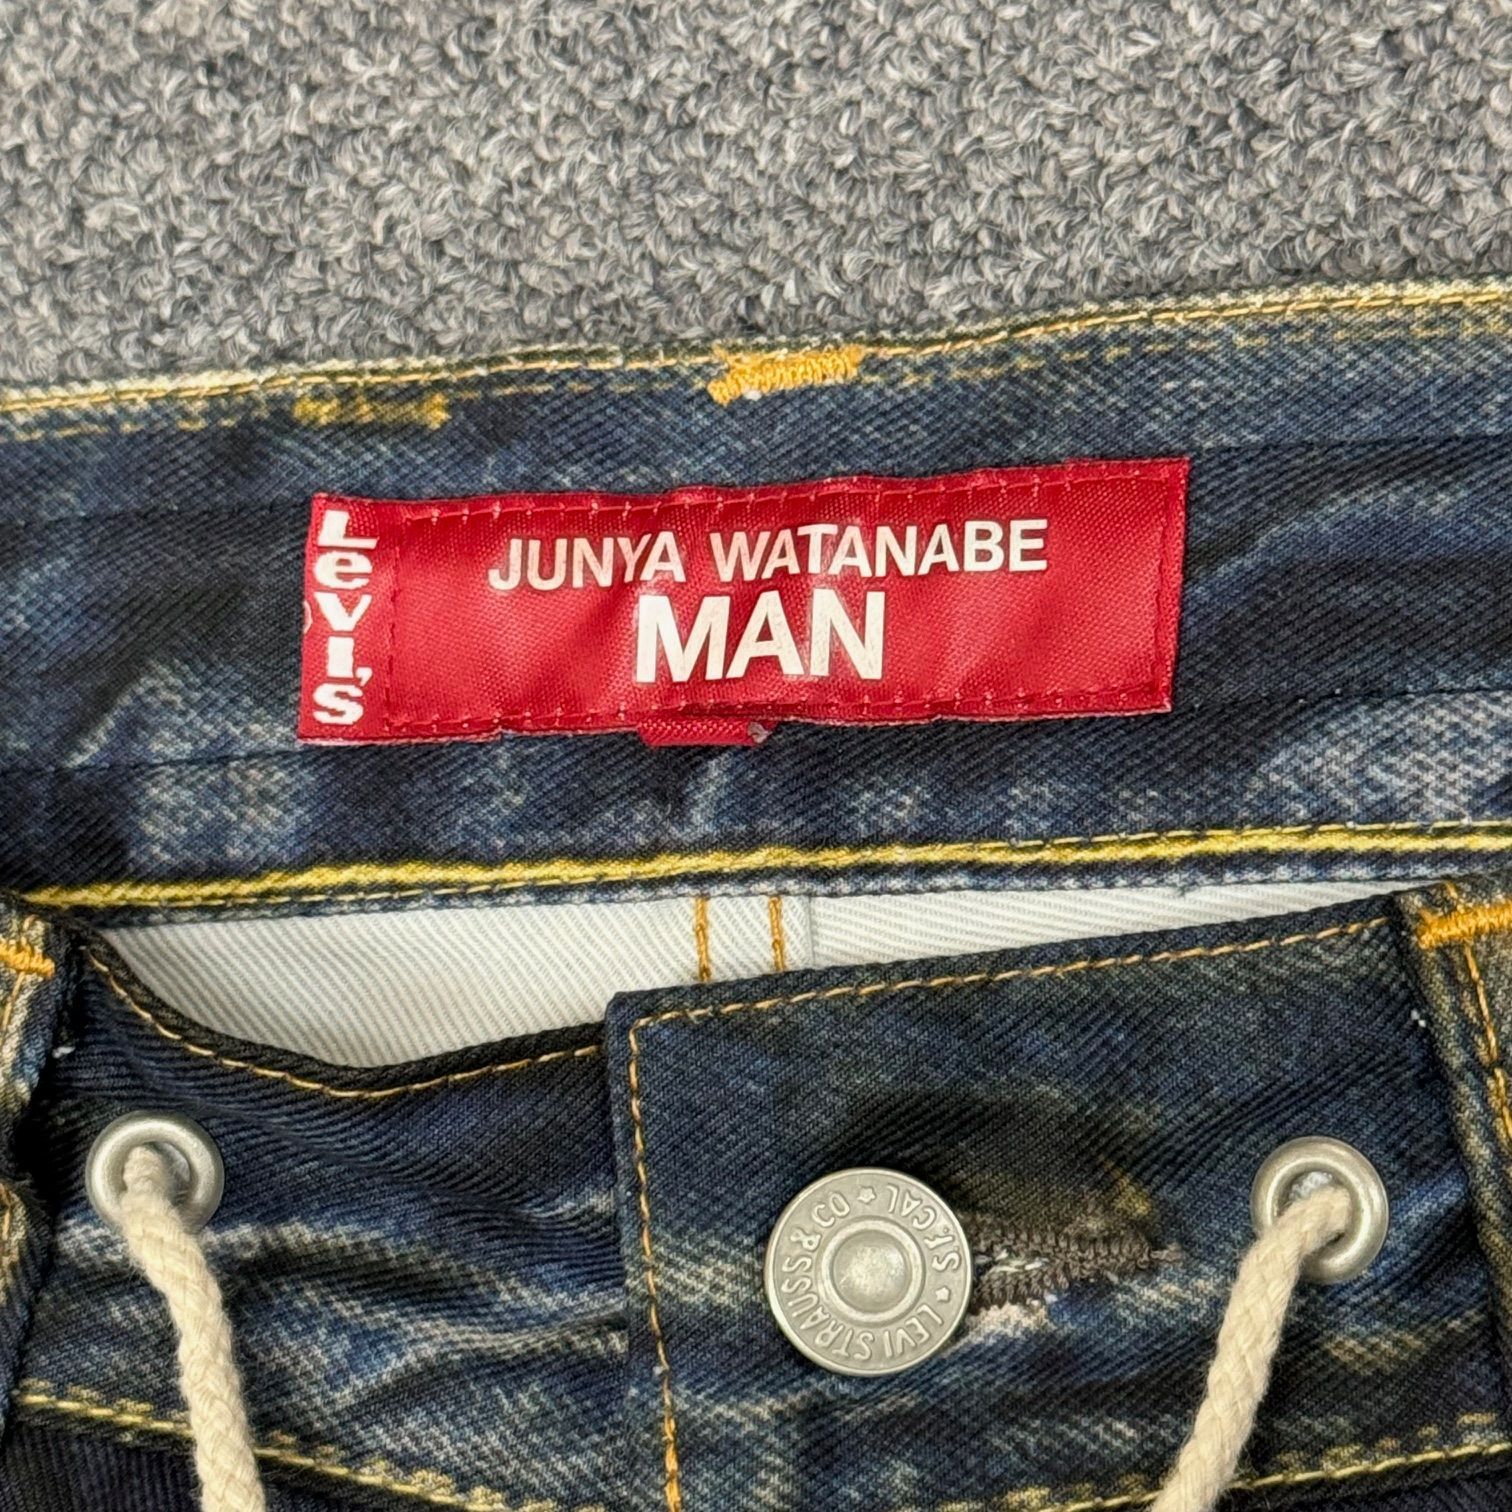 Levi's
JUNYA WATANABE
MAN
LEVI STRAUSS & CO ★ S.F. CAL ★